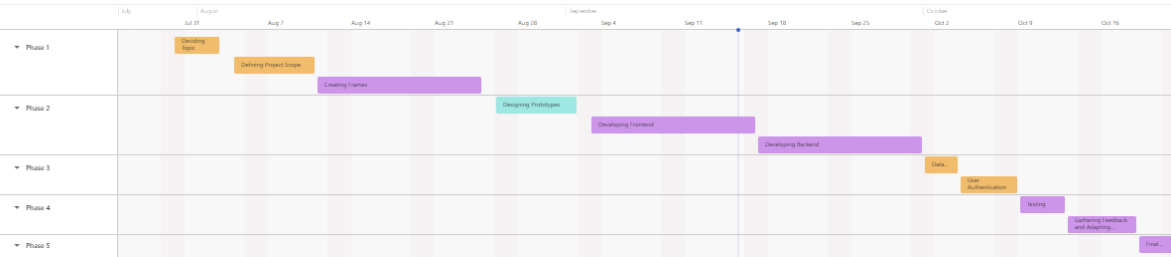 July
August
September
October
Jul 31
Aug 7
Aug 14
Aug 21
Aug 28
Sep 4
Sep 11
Sep 18
Sep 25
Oct 2
Oct 9
Oct 16
Phase 1
Deciding
Topic
Defining Project Scope
Creating Frames
Phase 2
Designing Prototypes
Developing Frontend
Developing Backend
Phase 3
Data...
User
Authentication
Phase 4
Testing
Gathering Feedback
and Adapting...
Phase 5
Final...